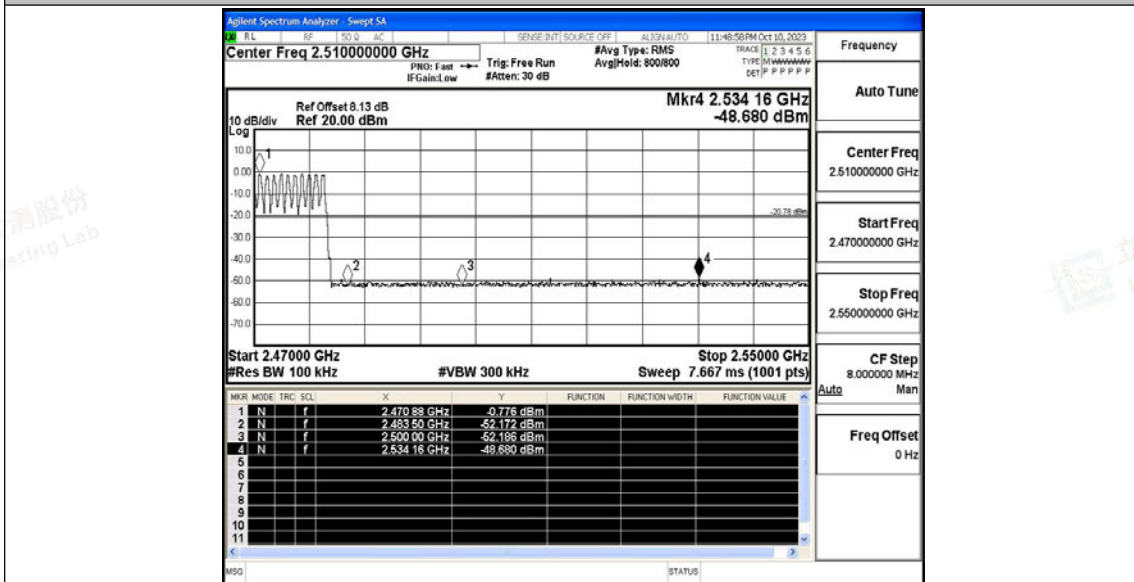 Agilent Spectrum Analyzer - Swept SA
RL RF 50 Ω AC SENSE:INT SOURCE OFF ALIGNAUTO 11:48:58 PM Oct 10, 2023
Center Freq 2.510000000 GHz
PNO: Fast
IFGain:Low
Trig: Free Run
#Atten: 30 dB
#Avg Type: RMS
Avg|Hold: 800/800
TRACE 1 2 3 4 5 6
TYPE M
DET P P P P P P
Frequency
Mkr4 2.534 16 GHz
-48.680 dBm
Ref Offset 8.13 dB
Ref 20.00 dBm
10 dB/div
Log
10.0
0.00
-10.0
-20.0
-30.0
-40.0
-50.0
-60.0
-70.0
1
2
3
4
-20.78 dBm
Start 2.47000 GHz
Stop 2.55000 GHz
#Res BW 100 kHz
#VBW 300 kHz
Sweep 7.667 ms (1001 pts)
MKR MODE TRC SCL X Y FUNCTION FUNCTION WIDTH FUNCTION VALUE
1 N f 2.470 88 GHz -0.776 dBm
2 N f 2.483 50 GHz -52.172 dBm
3 N f 2.500 00 GHz -52.186 dBm
4 N f 2.534 16 GHz -48.680 dBm
5
6
7
8
9
10
11
MSG
STATUS
Auto Tune
Center Freq
2.510000000 GHz
Start Freq
2.470000000 GHz
Stop Freq
2.550000000 GHz
CF Step
8.000000 MHz
Auto Man
Freq Offset
0 Hz
测股份
sting Lab
立